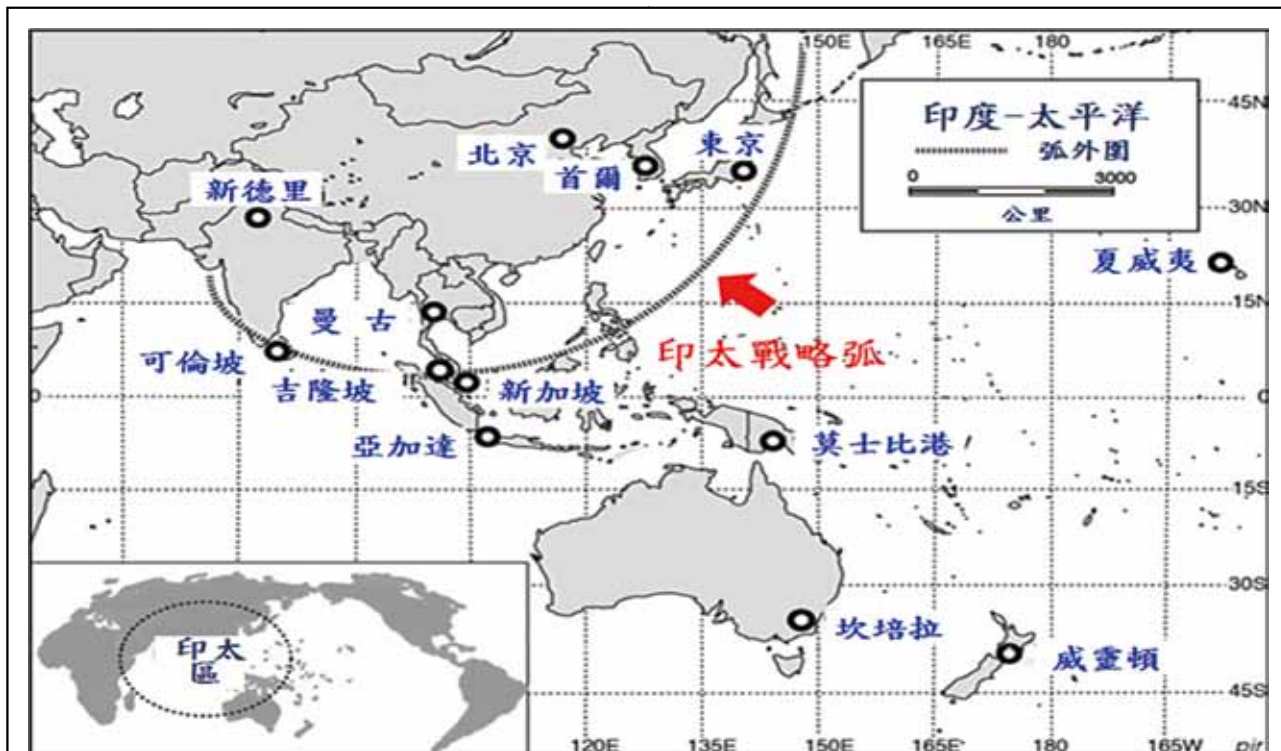 150E
165E
180
印度-太平洋
弧外圍
0 3000
公里
45N
北京
首爾
東京
新德里
30N
夏威夷
15N
曼古
印太戰略弧
可倫坡
吉隆坡
新加坡
0
0
亞加達
莫士比港
15S
15S
30S
印太
區
坎培拉
威靈頓
45S
45S
120E
135E
150E
165E
180
165W